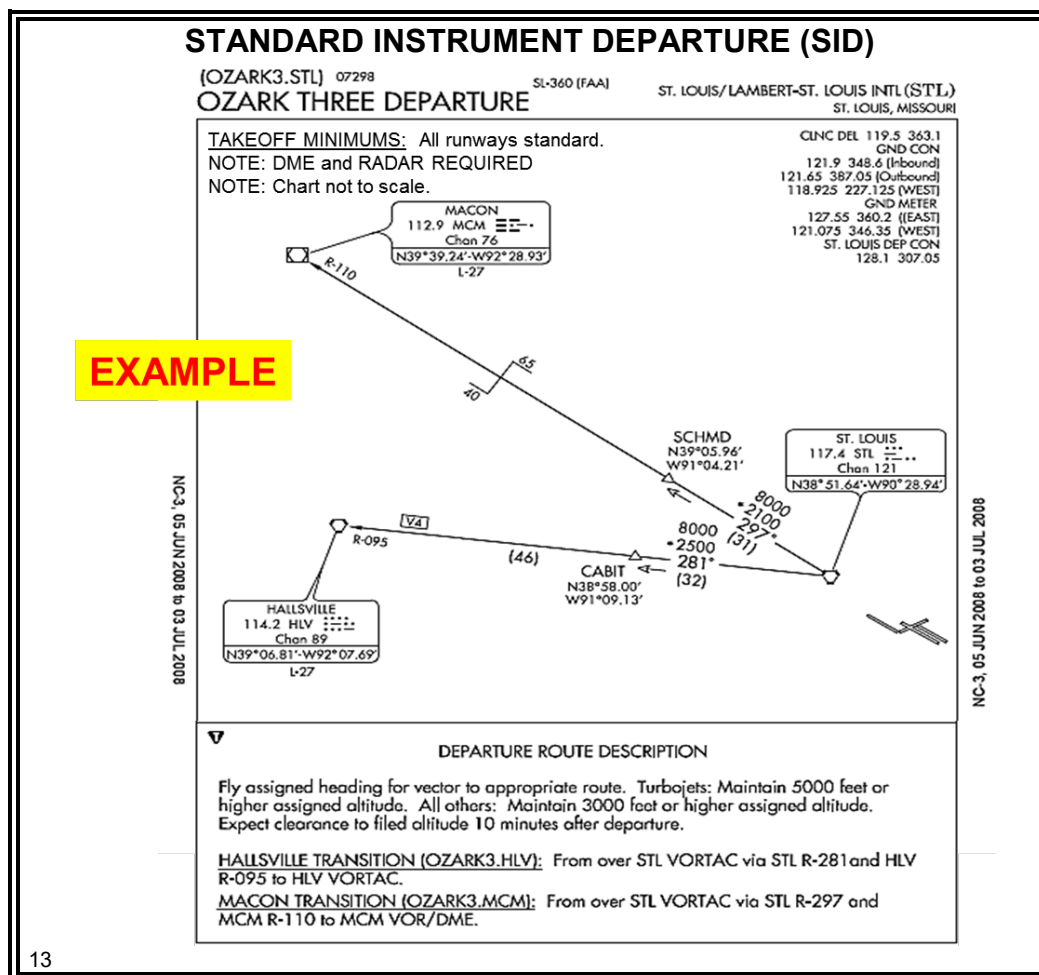 STANDARD INSTRUMENT DEPARTURE (SID)
(OZARK3.STL) 07298
SL-360 (FAA)
ST. LOUIS/LAMBERT-ST. LOUIS INTL (STL)
OZARK THREE DEPARTURE
ST. LOUIS, MISSOURI
TAKEOFF MINIMUMS: All runways standard.
NOTE: DME and RADAR REQUIRED
NOTE: Chart not to scale.
CLNC DEL 119.5 363.1
GND CON
121.9 348.6 (Inbound)
121.65 387.05 (Outbound)
118.925 227.125 (WEST)
GND METER
127.55 360.2 ((EAST)
121.075 346.35 (WEST)
ST. LOUIS DEP CON
128.1 307.05
MACON
112.9 MCM
Chan 76
N39°39.24'-W92°28.93'
L-27
R-110
EXAMPLE
65
40
SCHMD
N39°05.96'
W91°04.21'
ST. LOUIS
117.4 STL
Chan 121
N38°51.64'-W90°28.94'
8000
*2100
297°
(31)
V4
R-095
(46)
8000
*2500
281°
(32)
CABIT
N38°58.00'
W91°09.13'
HALLSVILLE
114.2 HLV
Chan 89
N39°06.81'-W92°07.69'
L-27
NC-3, 05 JUN 2008 to 03 JUL 2008
NC-3, 05 JUN 2008 to 03 JUL 2008
T
DEPARTURE ROUTE DESCRIPTION
Fly assigned heading for vector to appropriate route. Turbojets: Maintain 5000 feet or
higher assigned altitude. All others: Maintain 3000 feet or higher assigned altitude.
Expect clearance to filed altitude 10 minutes after departure.
HALLSVILLE TRANSITION (OZARK3.HLV): From over STL VORTAC via STL R-281and HLV
R-095 to HLV VORTAC.
MACON TRANSITION (OZARK3.MCM): From over STL VORTAC via STL R-297 and
MCM R-110 to MCM VOR/DME.
13